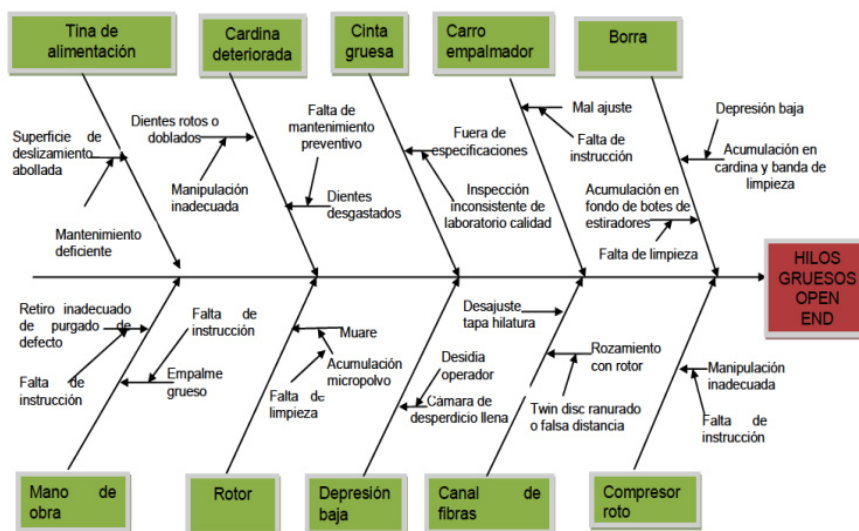 Tina de
alimentación
Cardina
deteriorada
Cinta
gruesa
Carro
empalmador
Borra
Superficie de
deslizamiento
abollada
Mantenimiento
deficiente
Dientes rotos o
doblados
Manipulación
inadecuada
Falta de
mantenimiento
preventivo
Dientes
desgastados
Fuera de
especificaciones
Inspección
inconsistente de
laboratorio calidad
Mal ajuste
Falta de
instrucción
Acumulación en
fondo de botes de
estiradores
Falta de limpieza
Depresión baja
Acumulación en
cardina y banda de
limpieza
HILOS
GRUESOS
OPEN
END
Retiro inadecuado
de purgado de
defecto
Falta de
instrucción
Falta de
instrucción
Empalme
grueso
Muare
Acumulación
micropolvo
Falta de
limpieza
Desidia
operador
Cámara de
desperdicio llena
Desajuste
tapa hilatura
Rozamiento
con rotor
Twin disc ranurado
o falsa distancia
Manipulación
inadecuada
Falta de
instrucción
Mano de
obra
Rotor
Depresión
baja
Canal de
fibras
Compresor
roto